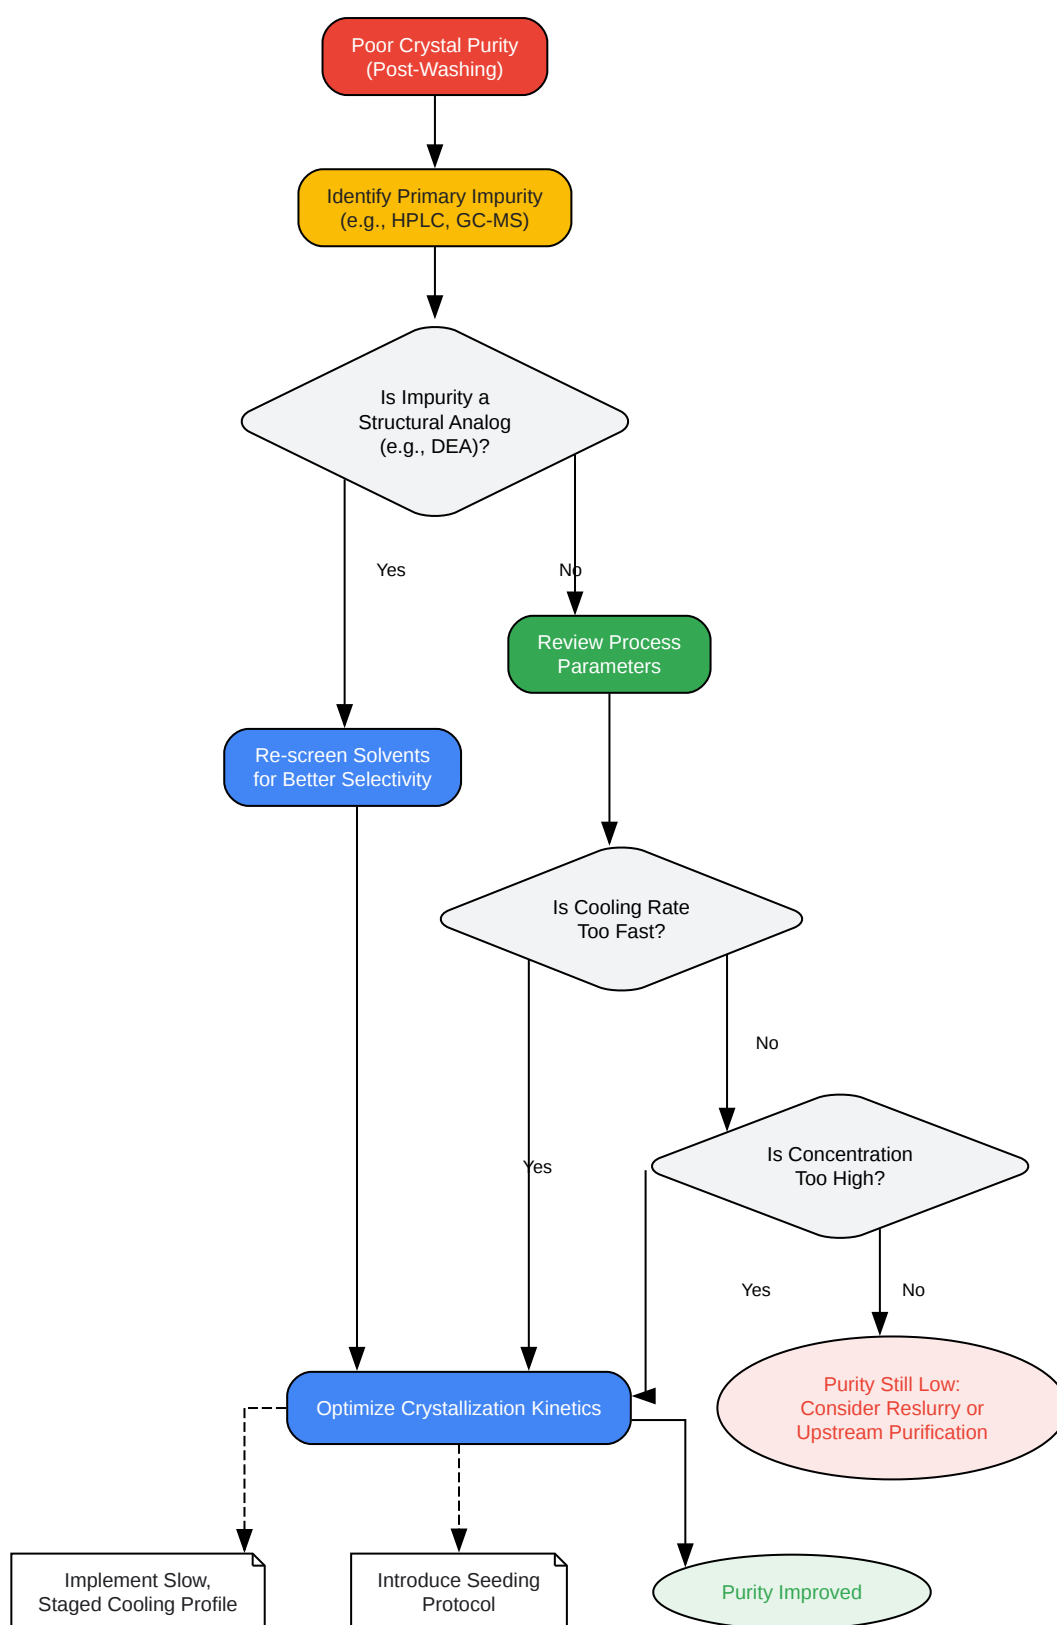 Poor Crystal Purity
(Post-Washing)
Identify Primary Impurity
(e.g., HPLC, GC-MS)
Is Impurity a
Structural Analog
(e.g., DEA)?
Yes
No
Review Process
Parameters
Re-screen Solvents
for Better Selectivity
Is Cooling Rate
Too Fast?
No
Yes
Is Concentration
Too High?
Yes
No
Purity Still Low:
Consider Reslurry or
Upstream Purification
Optimize Crystallization Kinetics
Implement Slow,
Staged Cooling Profile
Introduce Seeding
Protocol
Purity Improved